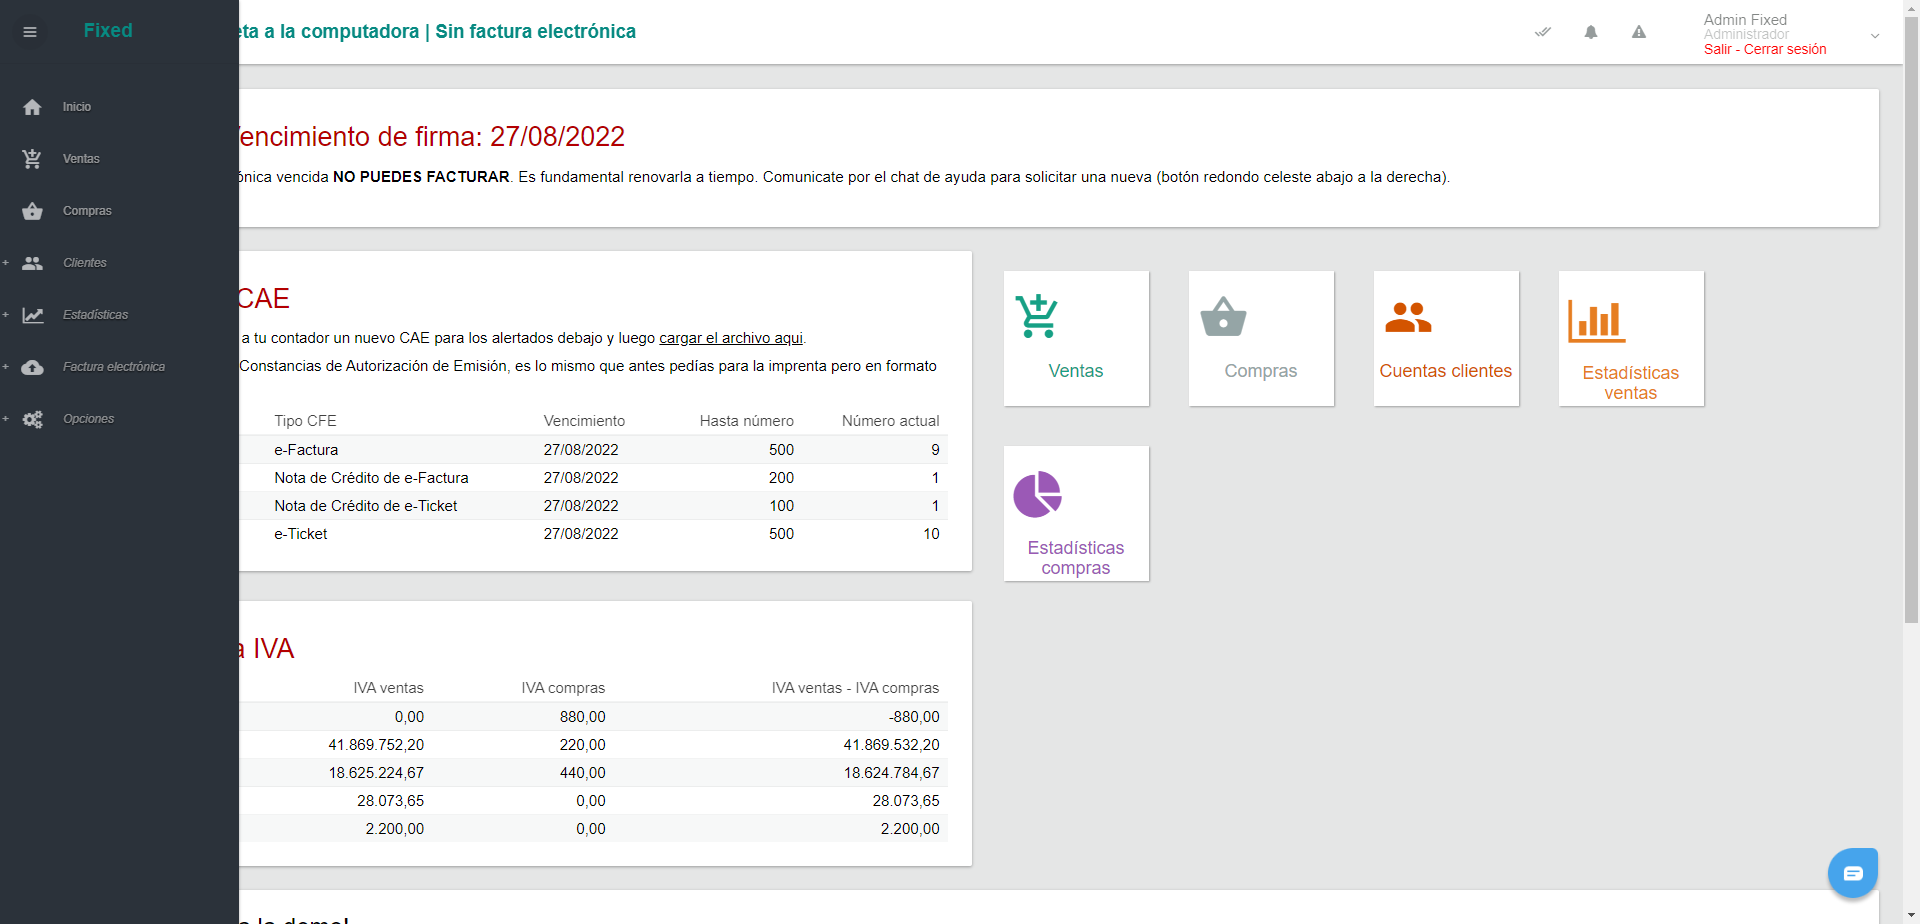 Fixed
Inicio
Ventas
Compras
+ Clientes
+ Estadísticas
+ Factura electrónica
+ Opciones
a la computadora | Sin factura electrónica
Admin Fixed
Administrador
Salir - Cerrar sesión
encimiento de firma: 27/08/2022
ónica vencida NO PUEDES FACTURAR. Es fundamental renovarla a tiempo. Comunicate por el chat de ayuda para solicitar una nueva (botón redondo celeste abajo a la derecha).
CAE
a tu contador un nuevo CAE para los alertados debajo y luego cargar el archivo aqui.
Constancias de Autorización de Emisión, es lo mismo que antes pedías para la imprenta pero en formato
Tipo CFE Vencimiento Hasta número Número actual
e-Factura 27/08/2022 500 9
Nota de Crédito de e-Factura 27/08/2022 200 1
Nota de Crédito de e-Ticket 27/08/2022 100 1
e-Ticket 27/08/2022 500 10
Ventas
Compras
Cuentas clientes
Estadísticas
ventas
Estadísticas
compras
a IVA
IVA ventas IVA compras IVA ventas - IVA compras
0,00 880,00 -880,00
41.869.752,20 220,00 41.869.532,20
18.625.224,67 440,00 18.624.784,67
28.073,65 0,00 28.073,65
2.200,00 0,00 2.200,00
a la demo!